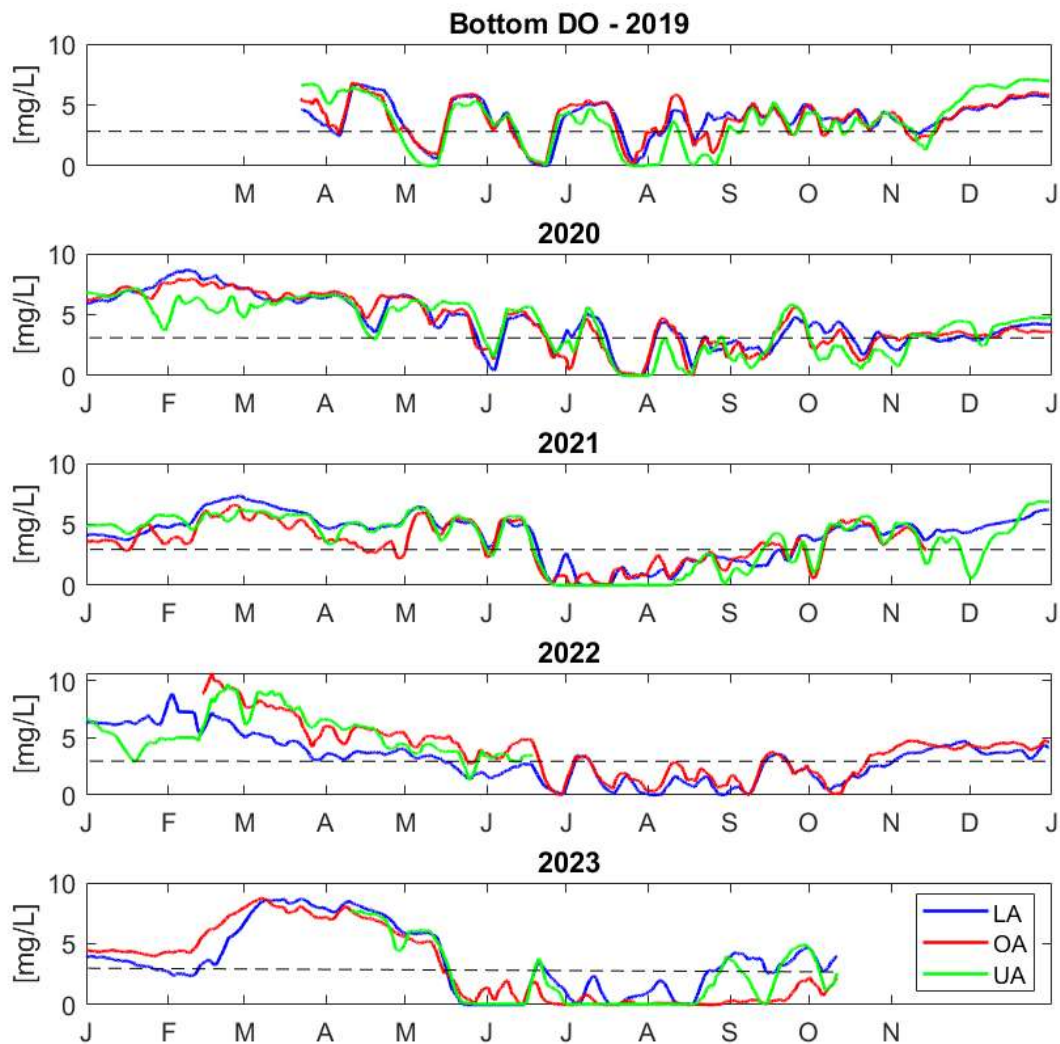 Bottom DO - 2019
[mg/L]
10
5
0
M A M J J A S O N D J
2020
[mg/L]
10
5
0
J F M A M J J A S O N D J
2021
[mg/L]
10
5
0
J F M A M J J A S O N D J
2022
[mg/L]
10
5
0
J F M A M J J A S O N D J
2023
[mg/L]
10
5
0
LA
OA
UA
J F M A M J J A S O N